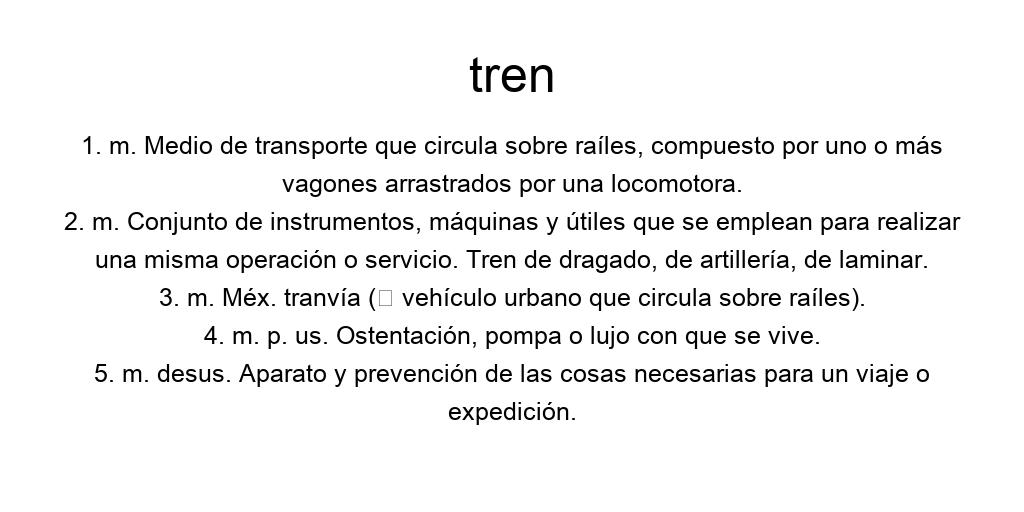 tren
1. m. Medio de transporte que circula sobre raíles, compuesto por uno o más
vagones arrastrados por una locomotora.
2. m. Conjunto de instrumentos, máquinas y útiles que se emplean para realizar
una misma operación o servicio. Tren de dragado, de artillería, de laminar.
3. m. Méx. tranvía (▯ vehículo urbano que circula sobre raíles).
4. m. p. us. Ostentación, pompa o lujo con que se vive.
5. m. desus. Aparato y prevención de las cosas necesarias para un viaje o
expedición.